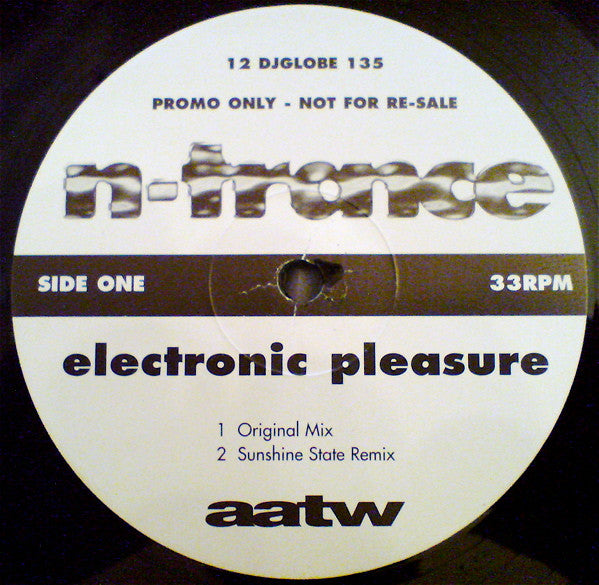 12 DJGLOBE 135
PROMO ONLY - NOT FOR RE-SALE
n-trance
SIDE ONE 33RPM
electronic pleasure
1 Original Mix
2 Sunshine State Remix
aatw